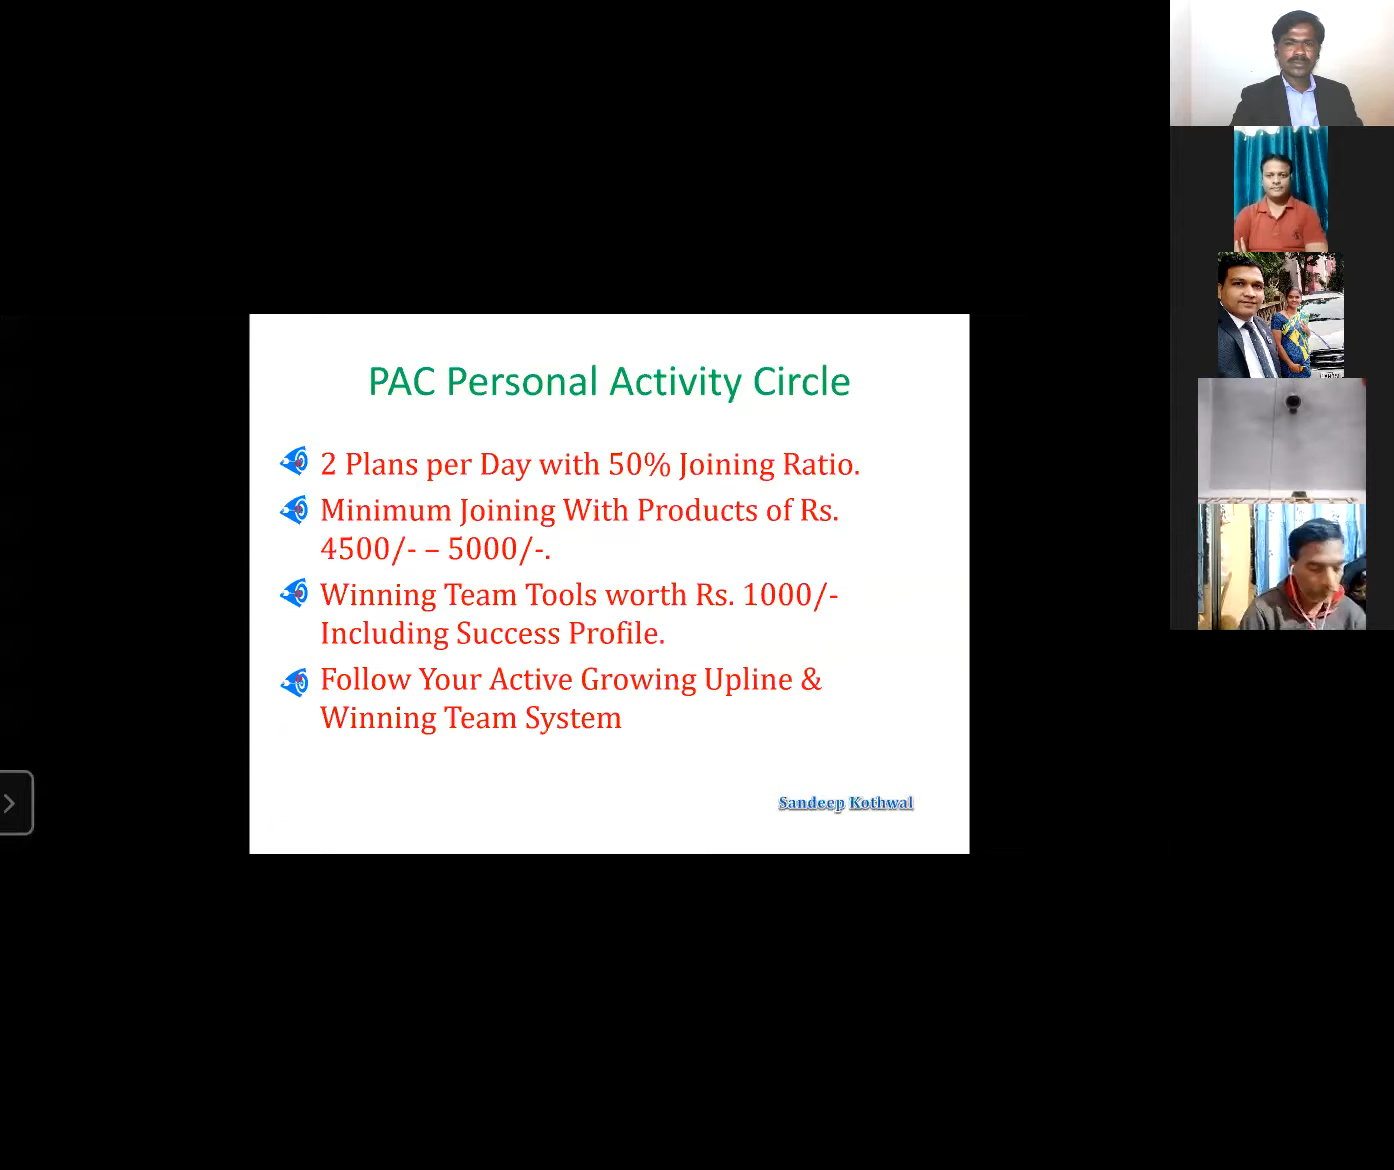 PAC Personal Activity Circle
2 Plans per Day with 50% Joining Ratio.
Minimum Joining With Products of Rs.
4500/- – 5000/-.
Winning Team Tools worth Rs. 1000/-
Including Success Profile.
Follow Your Active Growing Upline &
Winning Team System
Sandeep Kothwal